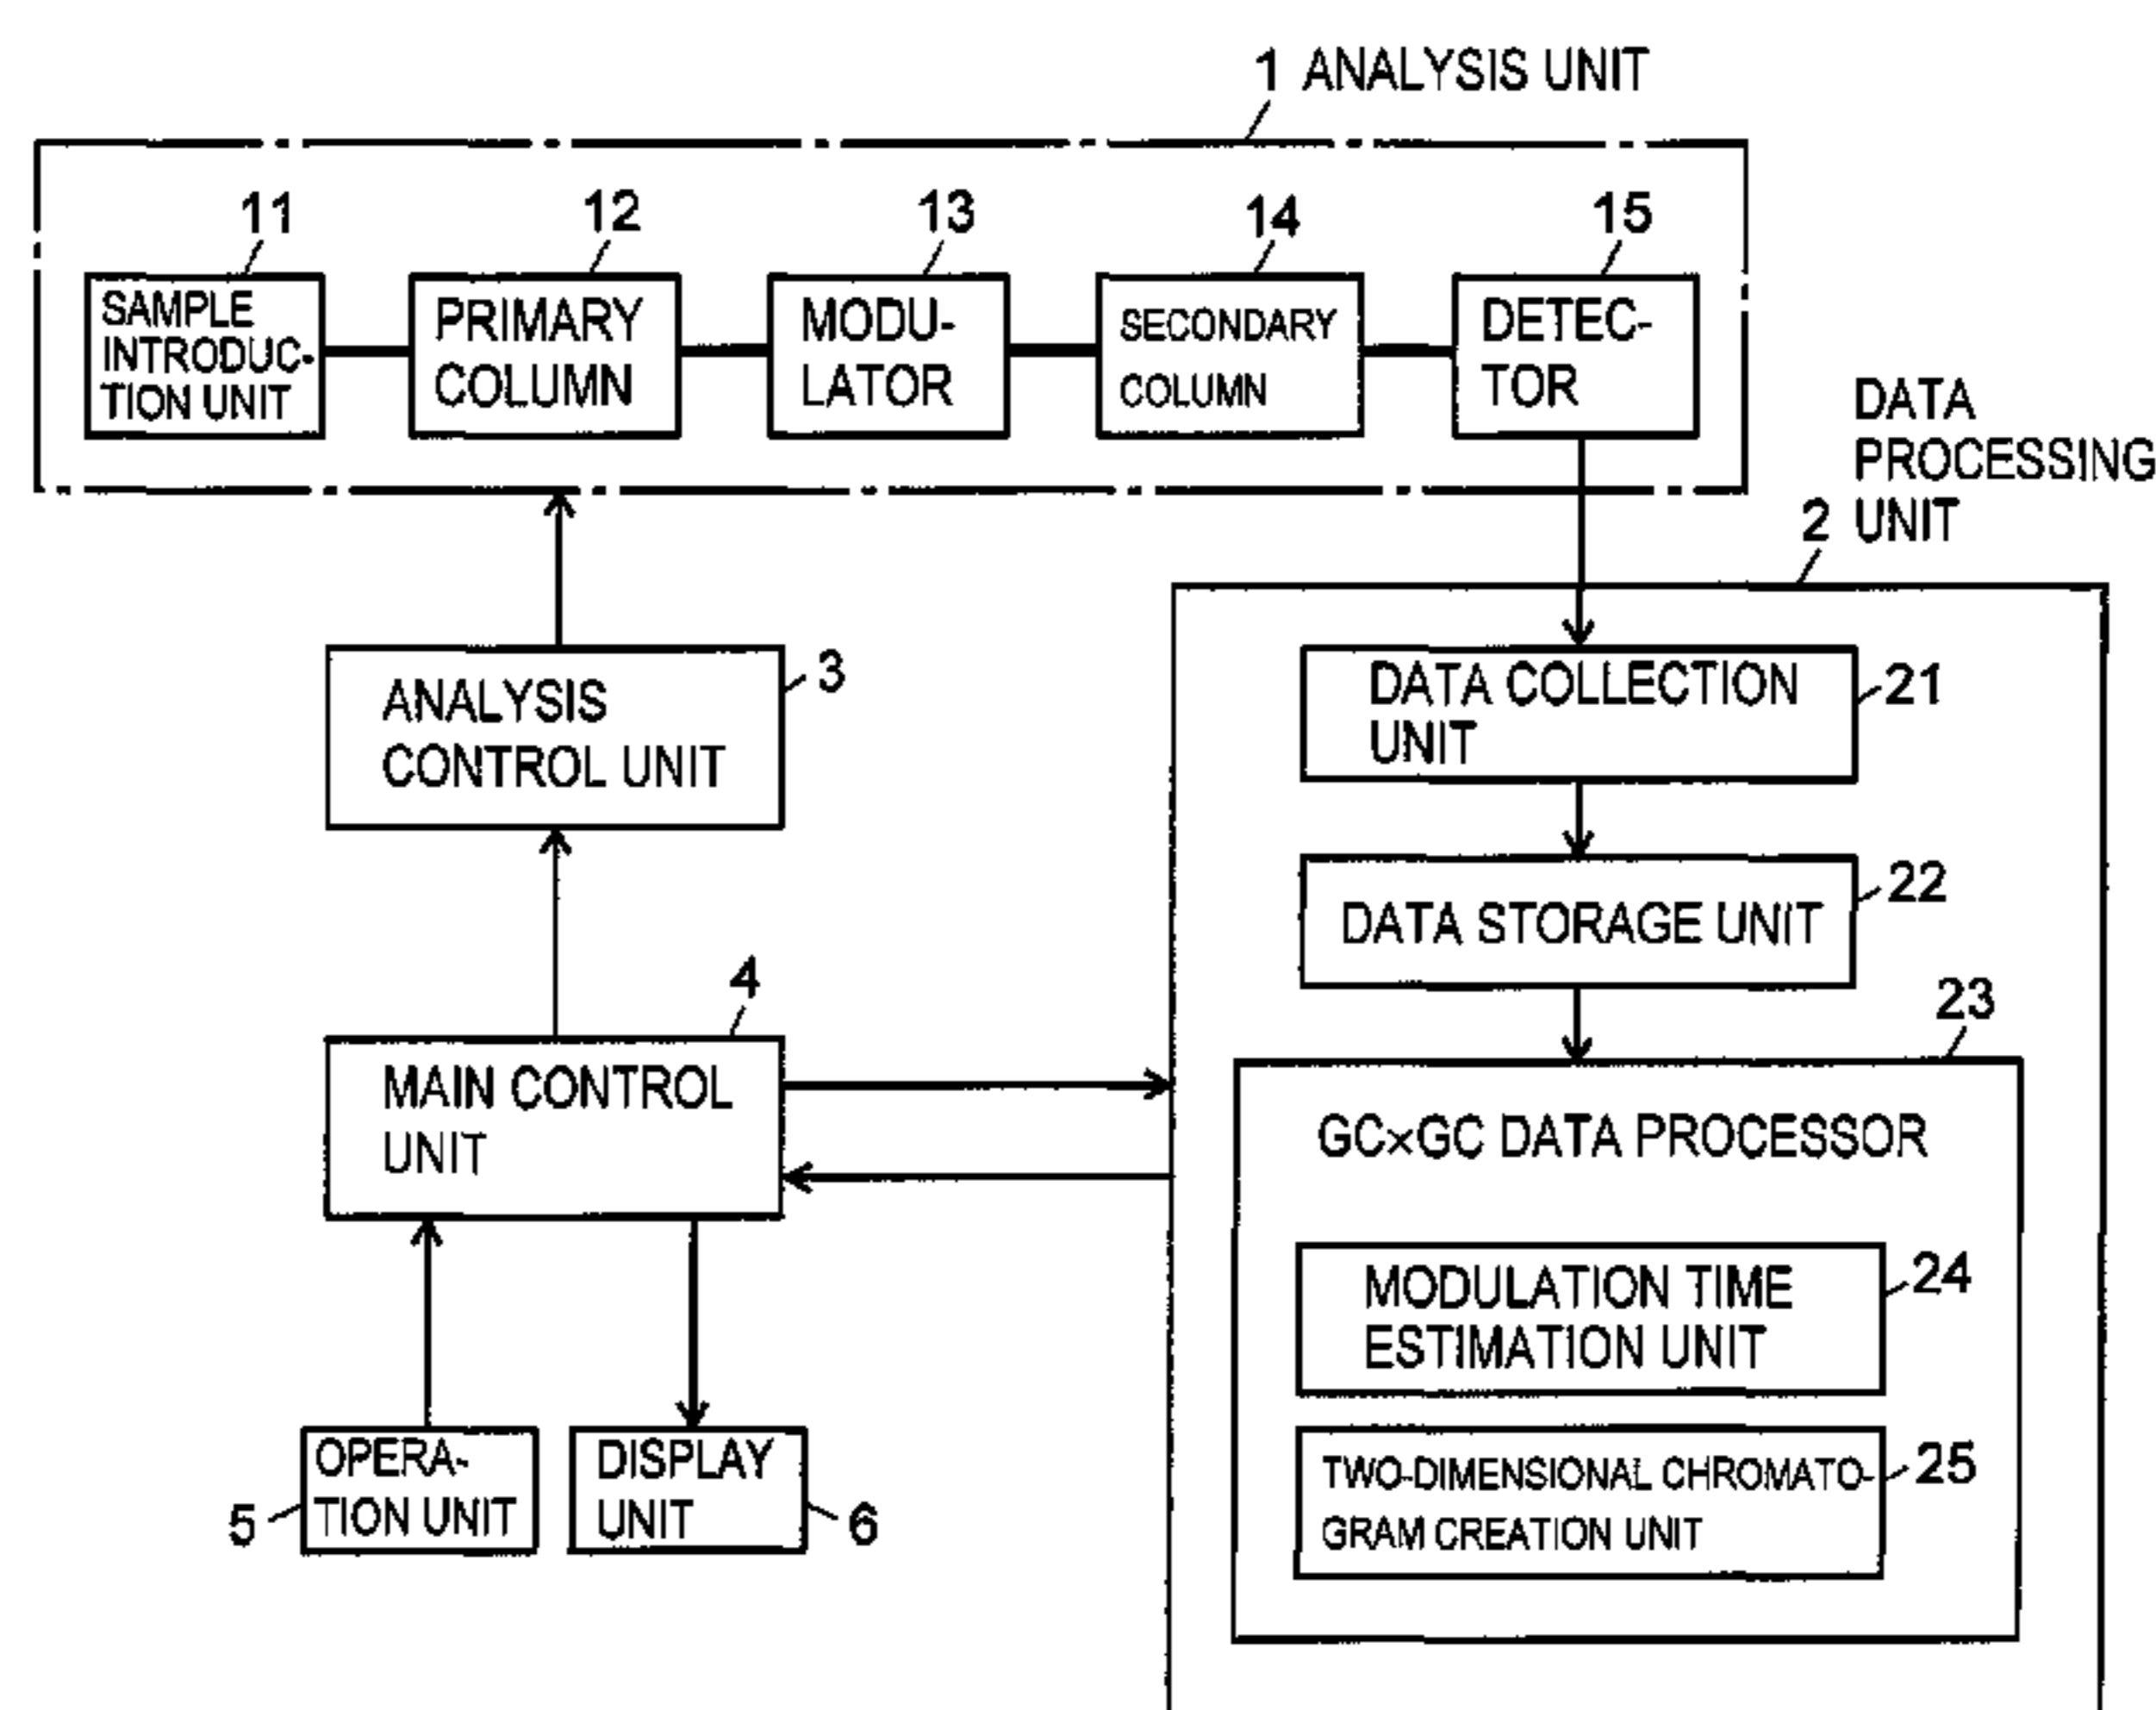 1 ANALYSIS UNIT
11
12
13
14
15
SAMPLE
INTRODUC-
TION UNIT
PRIMARY
COLUMN
MODU-
LATOR
SECONDARY
COLUMN
DETEC-
TOR
DATA
PROCESSING
2 UNIT
ANALYSIS
CONTROL UNIT
3
DATA COLLECTION
UNIT
21
DATA STORAGE UNIT
22
4
MAIN CONTROL
UNIT
23
GC×GC DATA PROCESSOR
MODULATION TIME
ESTIMATION UNIT
24
TWO-DIMENSIONAL CHROMATO-
GRAM CREATION UNIT
25
OPERA-
TION UNIT
5
DISPLAY
UNIT
6